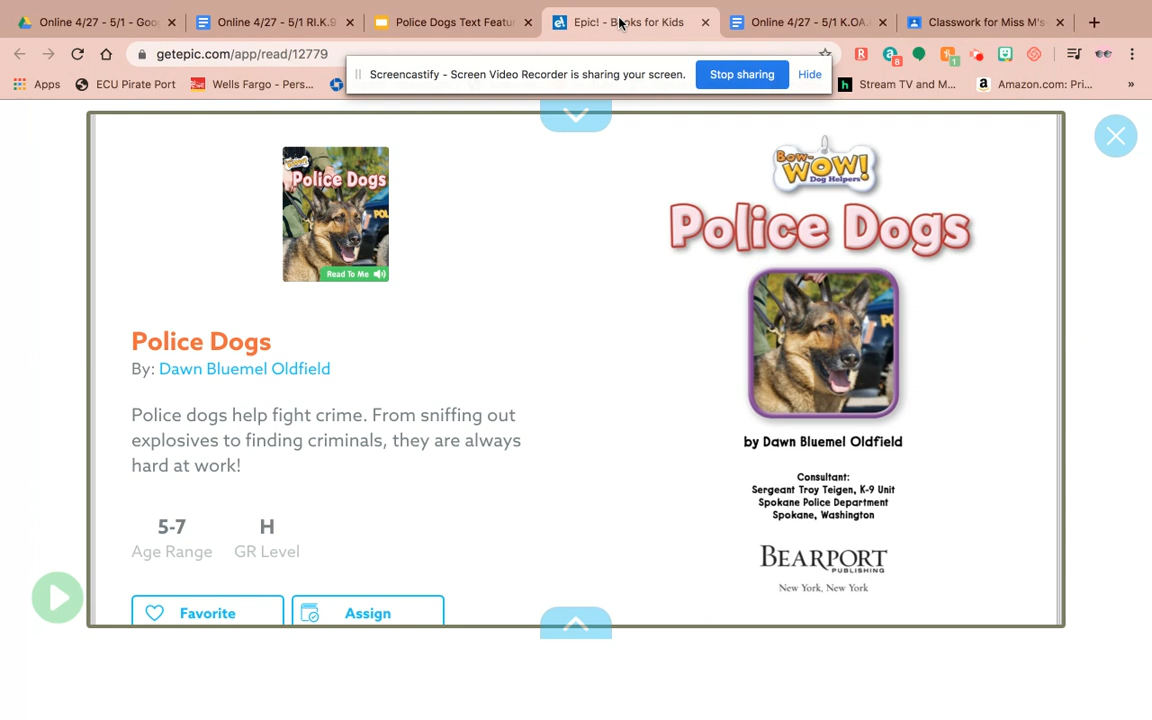 Online 4/27 - 5/1 - Goo
Online 4/27 - 5/1 RI.K.9
Police Dogs Text Featu
Epic! - Books for Kids
Online 4/27 - 5/1 K.OA.
Classwork for Miss M's
getepic.com/app/read/12779
Screencastify - Screen Video Recorder is sharing your screen.
Stop sharing
Hide
Apps
ECU Pirate Port
Wells Fargo - Pers...
Stream TV and M...
Amazon.com: Pri...
WOW!
Police Dogs
POL
Read To Me
Police Dogs
By: Dawn Bluemel Oldfield
Police dogs help fight crime. From sniffing out
explosives to finding criminals, they are always
hard at work!
5-7
H
Age Range
GR Level
Favorite
Assign
Bow-
WOW!
Dog Helpers
Police Dogs
by Dawn Bluemel Oldfield
Consultant:
Sergeant Troy Teigen, K-9 Unit
Spokane Police Department
Spokane, Washington
BEARPORT
PUBLISHING
New York, New York